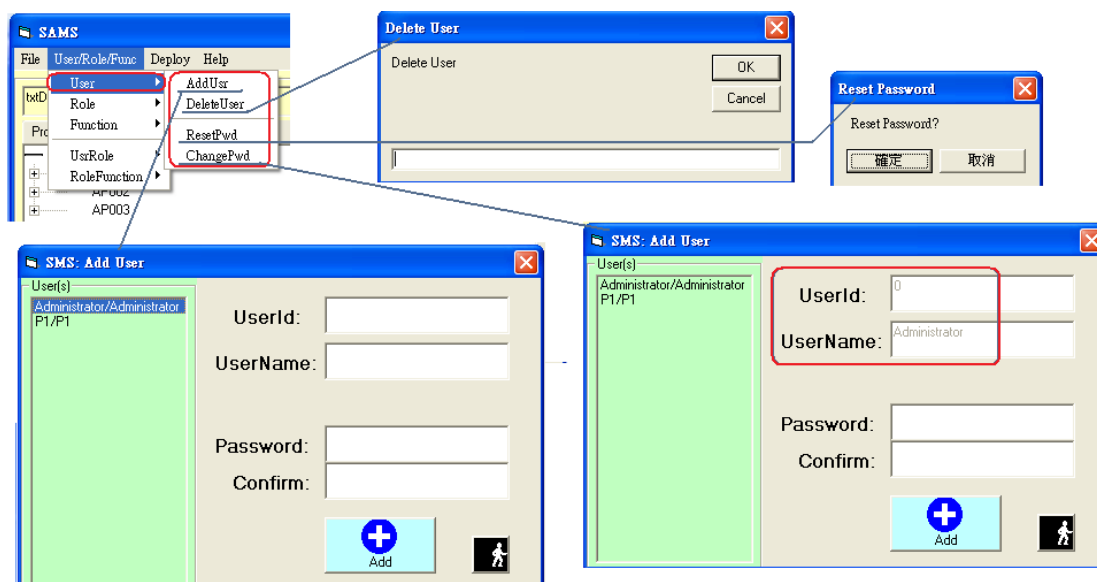 SAMS
File User/Role/Func Deploy Help
User
Role
Function
UsrRole
RoleFunction
AddUsr
DeleteUser
ResetPwd
ChangePwd
txtD
Pro
AP002
AP003
Delete User
Delete User
OK
Cancel
Reset Password
Reset Password?
確定 取消
SMS: Add User
User(s)
Administrator/Administrator
P1/P1
UserId:
UserName:
Password:
Confirm:
Add
SMS: Add User
User(s)
Administrator/Administrator
P1/P1
UserId: 0
UserName: Administrator
Password:
Confirm:
Add